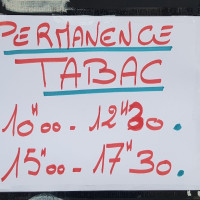 PERMANENCE
TABAC
10H00 - 12H30.
15H00 - 17H30.